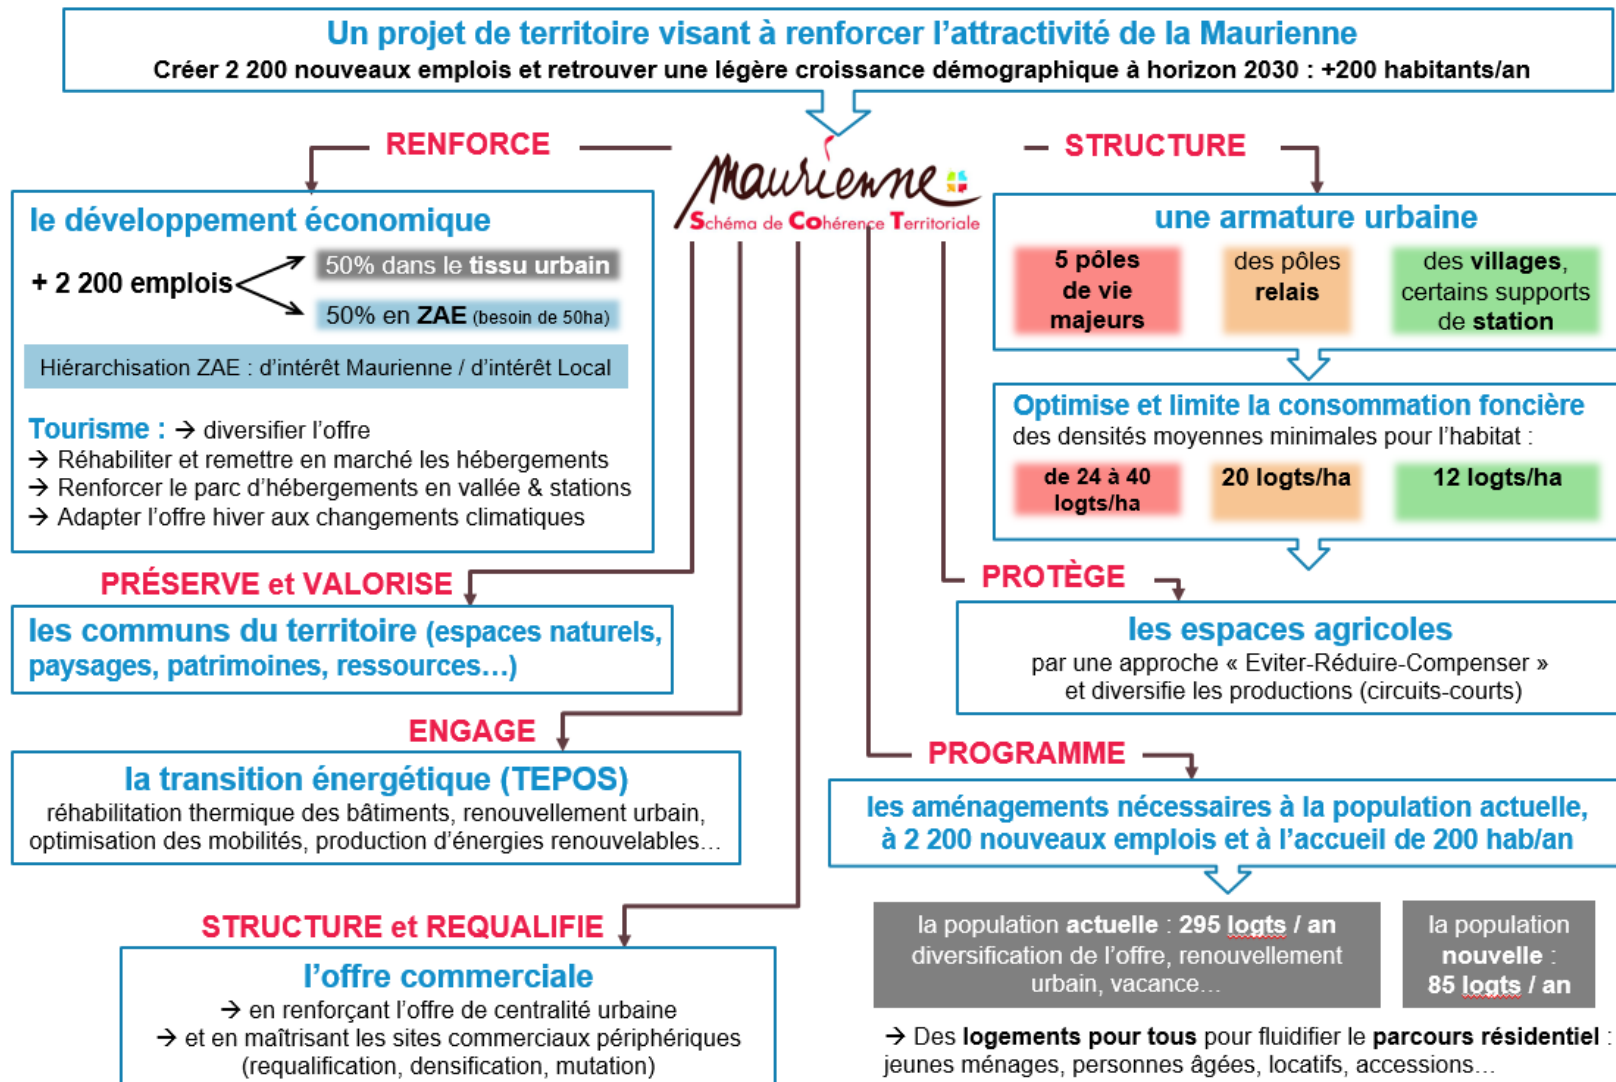 Un projet de territoire visant à renforcer l’attractivité de la Maurienne
Créer 2 200 nouveaux emplois et retrouver une légère croissance démographique à horizon 2030 : +200 habitants/an
RENFORCE
STRUCTURE
Maurienne
Schéma de COhérence Territoriale
le développement économique
+ 2 200 emplois
50% dans le tissu urbain
50% en ZAE (besoin de 50ha)
Hiérarchisation ZAE : d’intérêt Maurienne / d’intérêt Local
Tourisme : → diversifier l’offre
→ Réhabiliter et remettre en marché les hébergements
→ Renforcer le parc d’hébergements en vallée & stations
→ Adapter l’offre hiver aux changements climatiques
une armature urbaine
5 pôles
de vie
majeurs
des pôles
relais
des villages,
certains supports
de station
Optimise et limite la consommation foncière
des densités moyennes minimales pour l’habitat :
de 24 à 40
logts/ha
20 logts/ha
12 logts/ha
PRÉSERVE et VALORISE
les communs du territoire (espaces naturels,
paysages, patrimoines, ressources…)
PROTÈGE
les espaces agricoles
par une approche « Eviter-Réduire-Compenser »
et diversifie les productions (circuits-courts)
ENGAGE
la transition énergétique (TEPOS)
réhabilitation thermique des bâtiments, renouvellement urbain,
optimisation des mobilités, production d’énergies renouvelables…
PROGRAMME
les aménagements nécessaires à la population actuelle,
à 2 200 nouveaux emplois et à l’accueil de 200 hab/an
la population actuelle : 295 logts / an
diversification de l’offre, renouvellement
urbain, vacance…
la population
nouvelle :
85 logts / an
→ Des logements pour tous pour fluidifier le parcours résidentiel :
jeunes ménages, personnes âgées, locatifs, accessions…
STRUCTURE et REQUALIFIE
l’offre commerciale
→ en renforçant l’offre de centralité urbaine
→ et en maîtrisant les sites commerciaux périphériques
(requalification, densification, mutation)